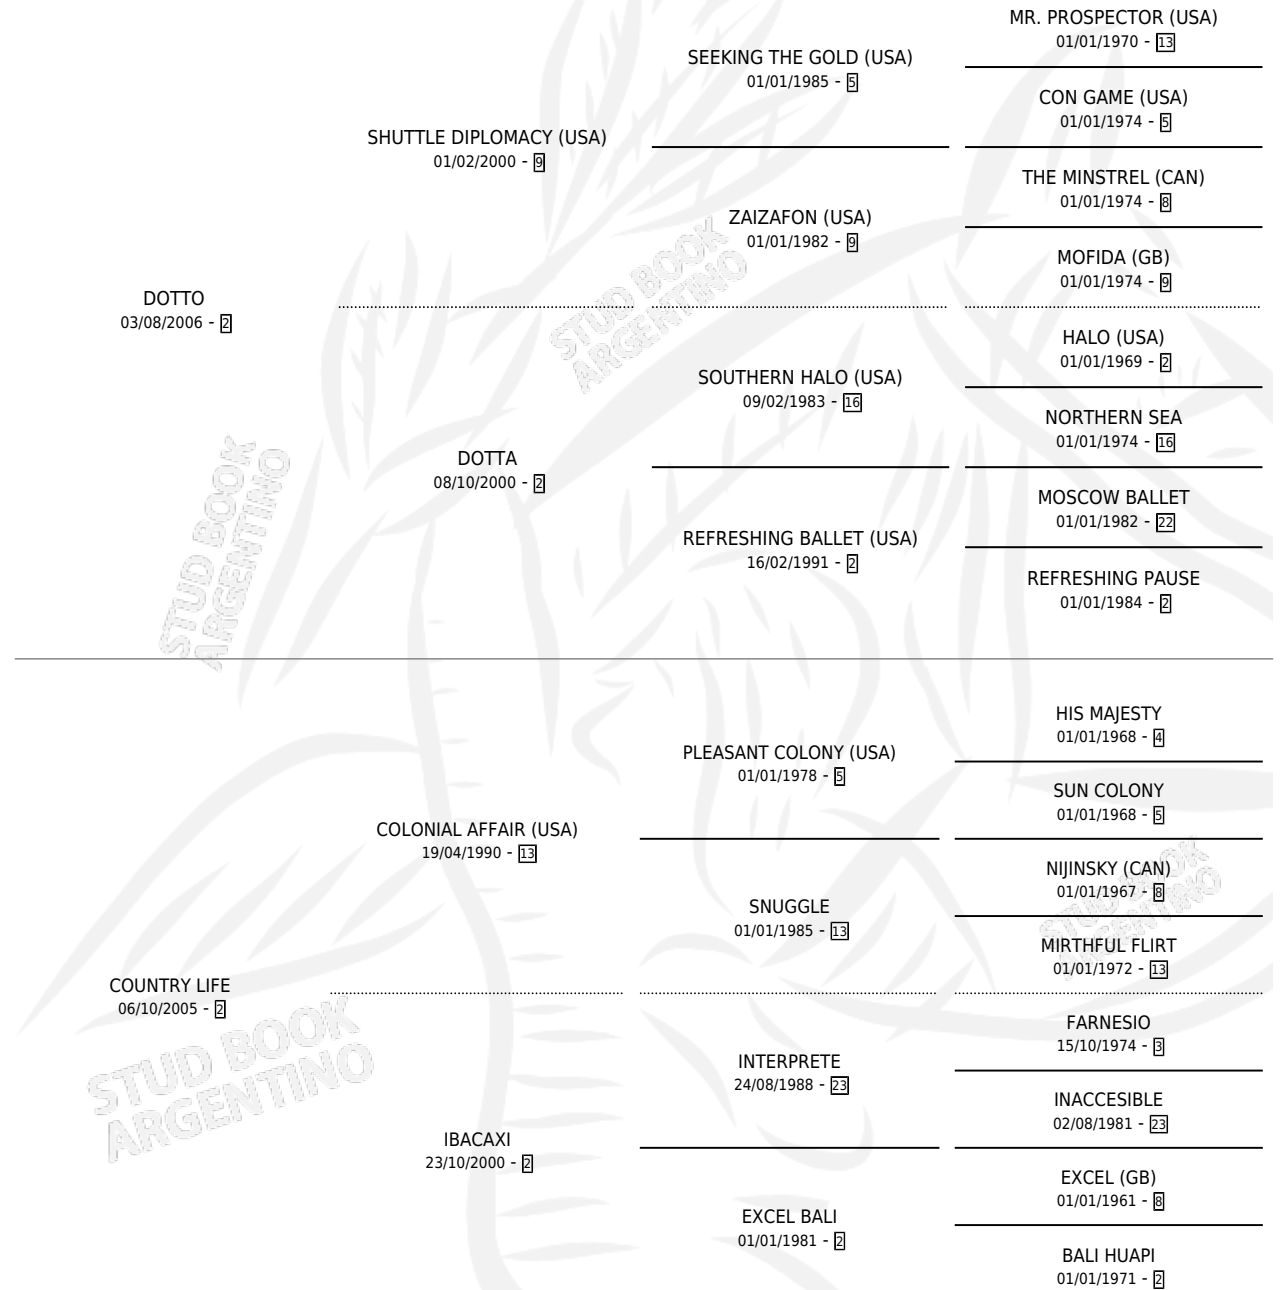 MR. PROSPECTOR (USA)
01/01/1970 - 13
SEEKING THE GOLD (USA)
01/01/1985 - 5
CON GAME (USA)
01/01/1974 - 5
SHUTTLE DIPLOMACY (USA)
01/02/2000 - 9
THE MINSTREL (CAN)
01/01/1974 - 8
ZAIZAFON (USA)
01/01/1982 - 9
MOFIDA (GB)
01/01/1974 - 9
DOTTO
03/08/2006 - 2
HALO (USA)
01/01/1969 - 2
SOUTHERN HALO (USA)
09/02/1983 - 16
NORTHERN SEA
01/01/1974 - 16
DOTTA
08/10/2000 - 2
MOSCOW BALLET
01/01/1982 - 22
REFRESHING BALLET (USA)
16/02/1991 - 2
REFRESHING PAUSE
01/01/1984 - 2
STUD BOOK
ARGENTINO
STUD BOOK
ARGENTINO
HIS MAJESTY
01/01/1968 - 4
PLEASANT COLONY (USA)
01/01/1978 - 5
SUN COLONY
01/01/1968 - 5
COLONIAL AFFAIR (USA)
19/04/1990 - 13
NIJINSKY (CAN)
01/01/1967 - 8
SNUGGLE
01/01/1985 - 13
MIRTHFUL FLIRT
01/01/1972 - 13
COUNTRY LIFE
06/10/2005 - 2
FARNESIO
15/10/1974 - 3
INTERPRETE
24/08/1988 - 23
INACCESIBLE
02/08/1981 - 23
IBACAXI
23/10/2000 - 2
EXCEL (GB)
01/01/1961 - 8
EXCEL BALI
01/01/1981 - 2
BALI HUAPI
01/01/1971 - 2
STUD BOOK
ARGENTINO
STUD BOOK
ARGENTINO